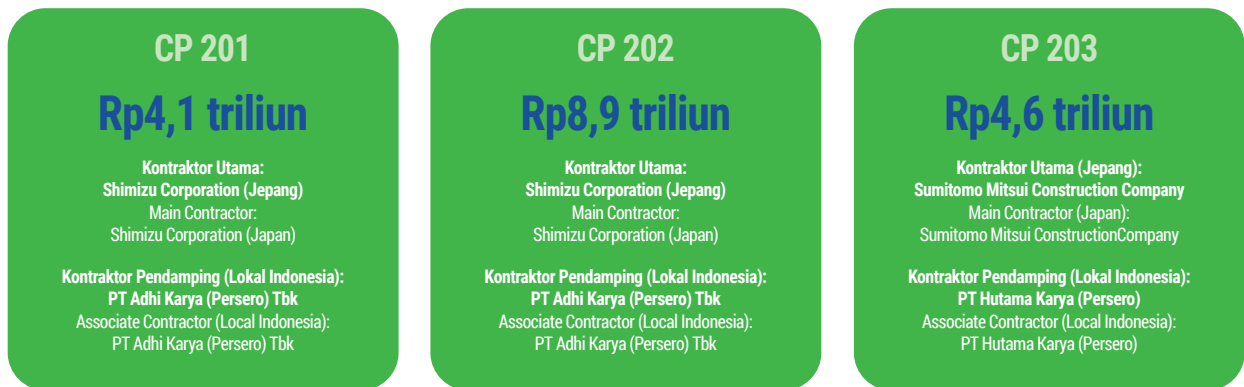 CP 201
Rp4,1 triliun
Kontraktor Utama:
Shimizu Corporation (Jepang)
Main Contractor:
Shimizu Corporation (Japan)
Kontraktor Pendamping (Lokal Indonesia):
PT Adhi Karya (Persero) Tbk
Associate Contractor (Local Indonesia):
PT Adhi Karya (Persero) Tbk
CP 202
Rp8,9 triliun
Kontraktor Utama:
Shimizu Corporation (Jepang)
Main Contractor:
Shimizu Corporation (Japan)
Kontraktor Pendamping (Lokal Indonesia):
PT Adhi Karya (Persero) Tbk
Associate Contractor (Local Indonesia):
PT Adhi Karya (Persero) Tbk
CP 203
Rp4,6 triliun
Kontraktor Utama (Jepang):
Sumitomo Mitsui Construction Company
Main Contractor (Japan):
Sumitomo Mitsui ConstructionCompany
Kontraktor Pendamping (Lokal Indonesia):
PT Hutama Karya (Persero)
Associate Contractor (Local Indonesia):
PT Hutama Karya (Persero)